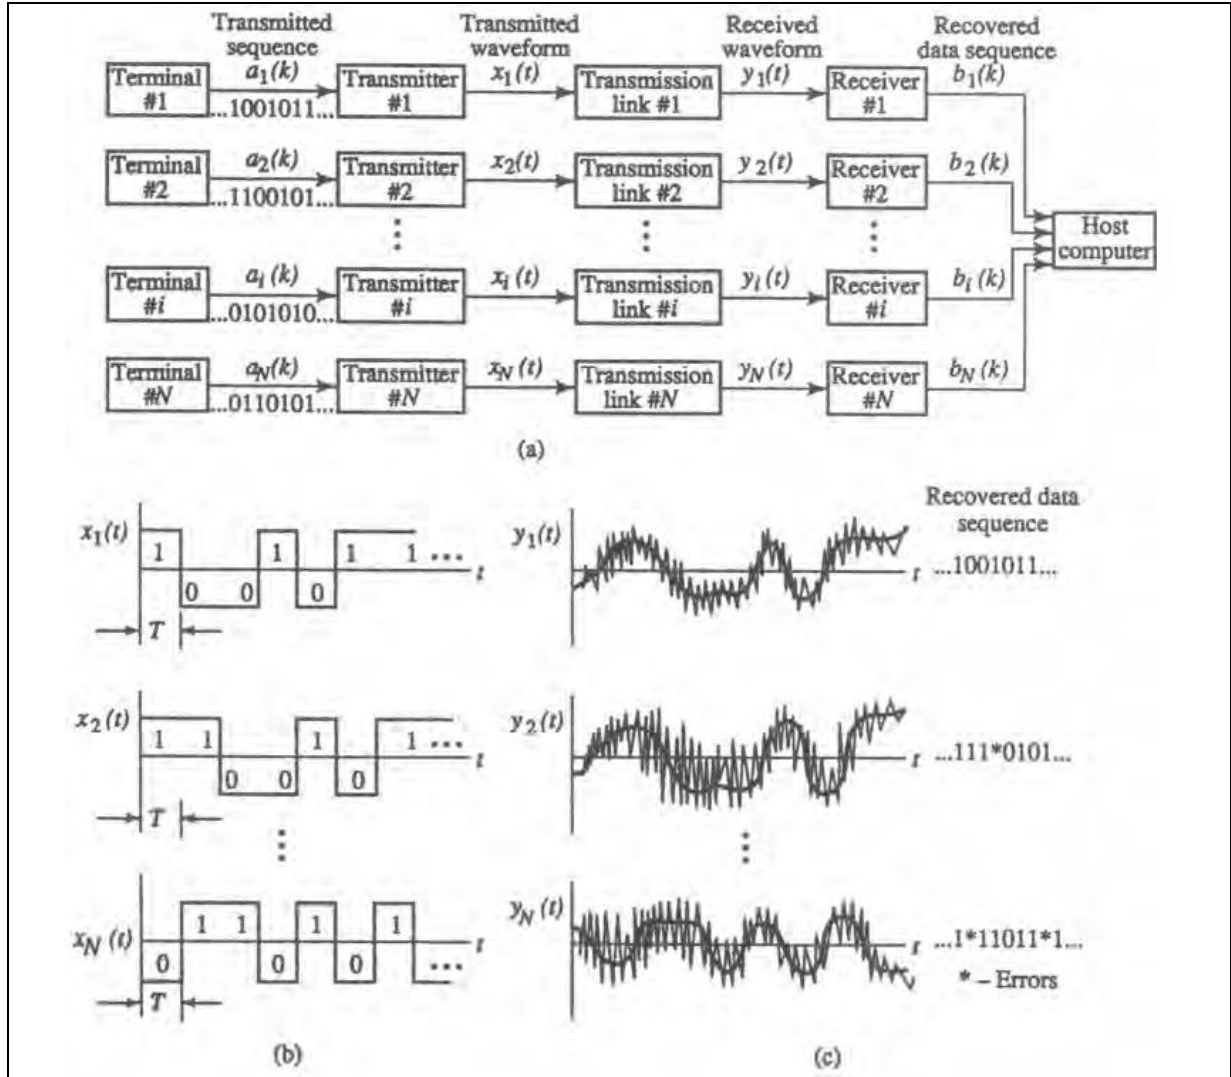 Transmitted sequence
Transmitted waveform
Received waveform
Recovered data sequence
Terminal #1
a1(k)
...1001011...
Transmitter #1
x1(t)
Transmission link #1
y1(t)
Receiver #1
b1(k)
Terminal #2
a2(k)
...1100101...
Transmitter #2
x2(t)
Transmission link #2
y2(t)
Receiver #2
b2(k)
Host computer
Terminal #i
ai(k)
...0101010...
Transmitter #i
xi(t)
Transmission link #i
yi(t)
Receiver #i
bi(k)
Terminal #N
aN(k)
...0110101...
Transmitter #N
xN(t)
Transmission link #N
yN(t)
Receiver #N
bN(k)
(a)
x1(t)
1 0 0 1 0 1 1 ...
t
T
y1(t)
t
Recovered data sequence
...1001011...
x2(t)
1 1 0 0 1 0 1 ...
t
T
y2(t)
t
...111*0101...
xN(t)
0 1 1 0 1 0 1 ...
t
T
yN(t)
t
...1*11011*1...
* – Errors
(b)
(c)